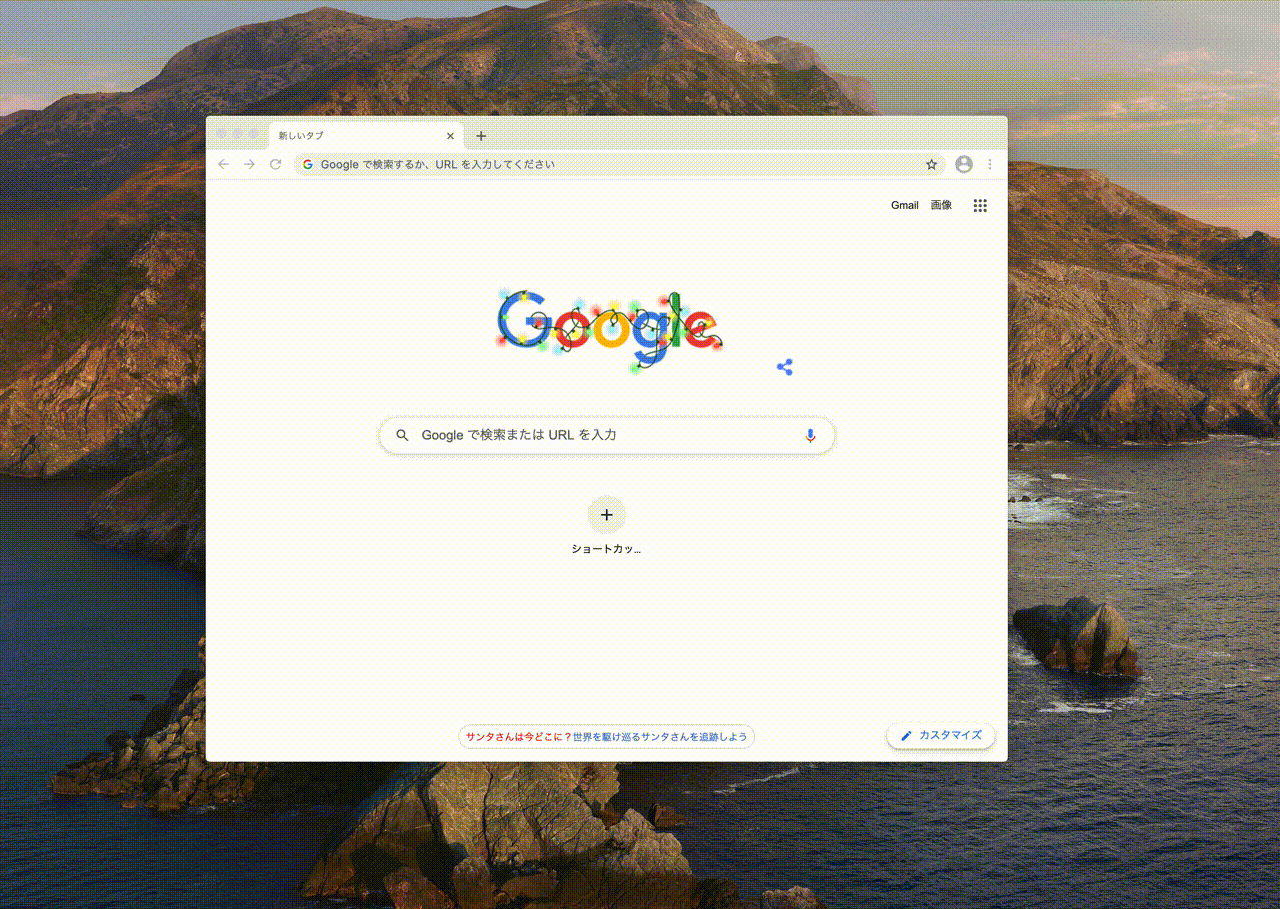 新しいタブ
Google で検索するか、URL を入力してください
Gmail 画像
Google
Google で検索または URL を入力
ショートカッ...
サンタさんは今どこに？世界を駆け巡るサンタさんを追跡しよう
カスタマイズ